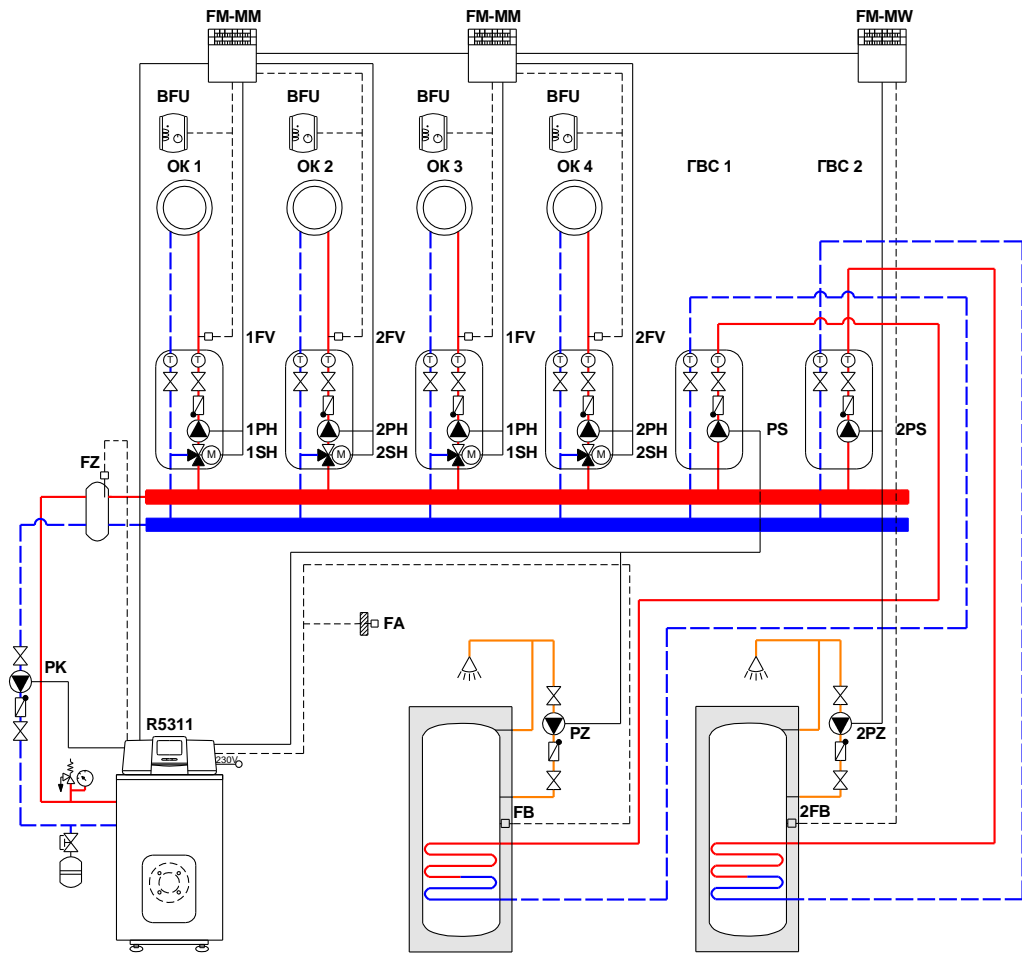 FM-MM FM-MM FM-MW
BFU BFU BFU BFU
ОК 1 ОК 2 ОК 3 ОК 4 ГВС 1 ГВС 2
1FV 2FV 1FV 2FV
T T T T T T T T T T T T
1PH 2PH 1PH 2PH PS 2PS
M 1SH M 2SH M 1SH M 2SH
FZ
FA
PK
R5311
230V
PZ 2PZ
FB 2FB